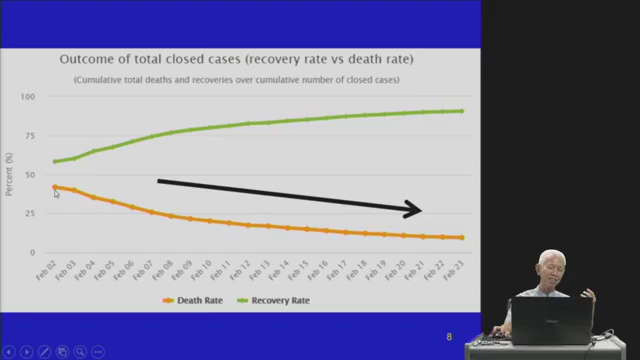 Outcome of total closed cases (recovery rate vs death rate)
(Cumulative total deaths and recoveries over cumulative number of closed cases)
Percent (%)
100
75
50
25
0
Feb 02
Feb 03
Feb 04
Feb 05
Feb 06
Feb 07
Feb 08
Feb 09
Feb 10
Feb 11
Feb 12
Feb 13
Feb 14
Feb 15
Feb 16
Feb 17
Feb 18
Feb 19
Feb 20
Feb 21
Feb 22
Feb 23
Death Rate
Recovery Rate
8